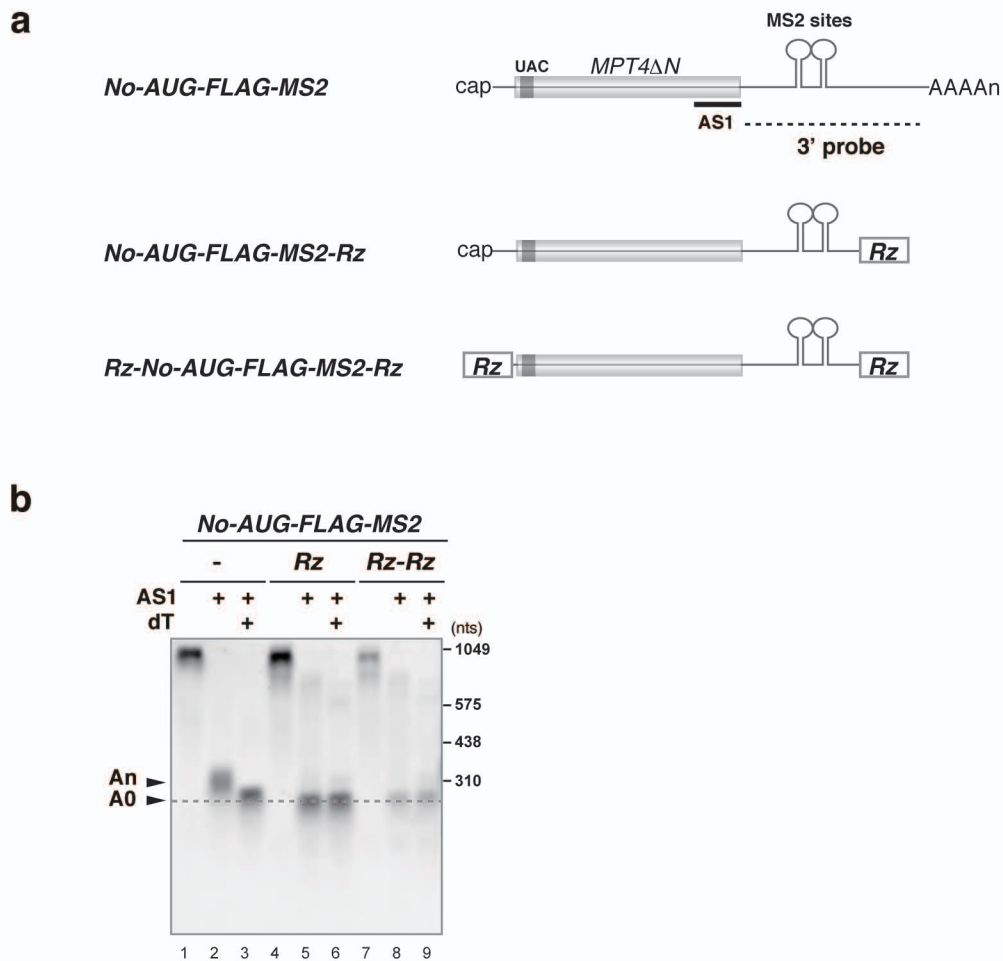 a
MS2 sites
UAC MPT4ΔN
No-AUG-FLAG-MS2 cap AAAAn
AS1
3’ probe
No-AUG-FLAG-MS2-Rz cap Rz
Rz-No-AUG-FLAG-MS2-Rz Rz Rz
b
No-AUG-FLAG-MS2
- Rz Rz-Rz
AS1 + + + + + +
dT + + + (nts)
1049
575
438
310
An
A0
1 2 3 4 5 6 7 8 9